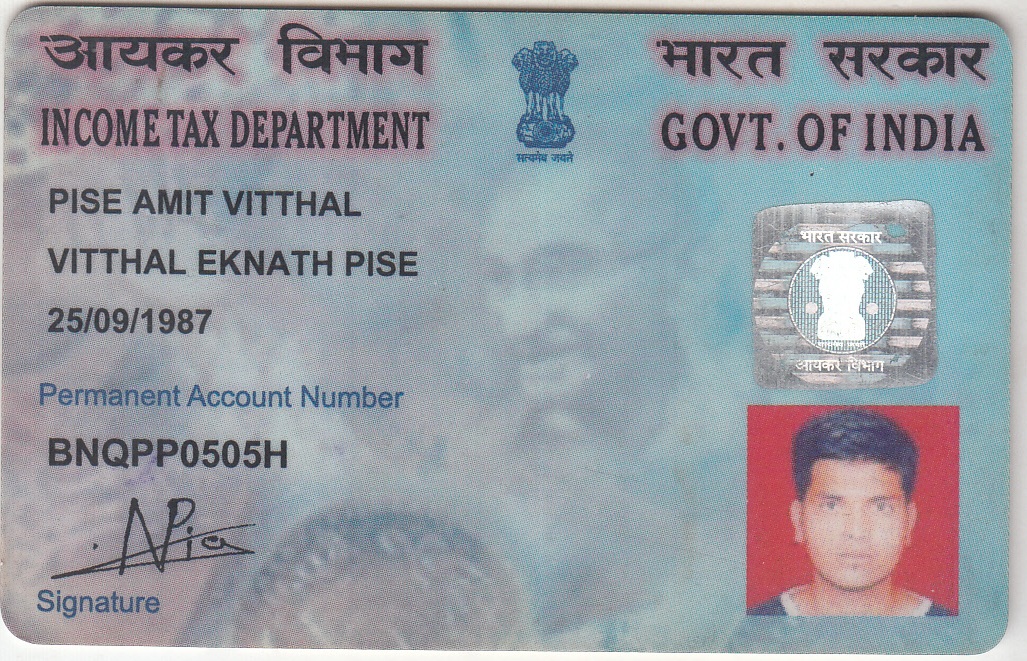 आयकर विभाग
INCOME TAX DEPARTMENT
सत्यमेव जयते
भारत सरकार
GOVT. OF INDIA
PISE AMIT VITTHAL
VITTHAL EKNATH PISE
25/09/1987
Permanent Account Number
BNQPP0505H
Signature
भारत सरकार
आयकर विभाग